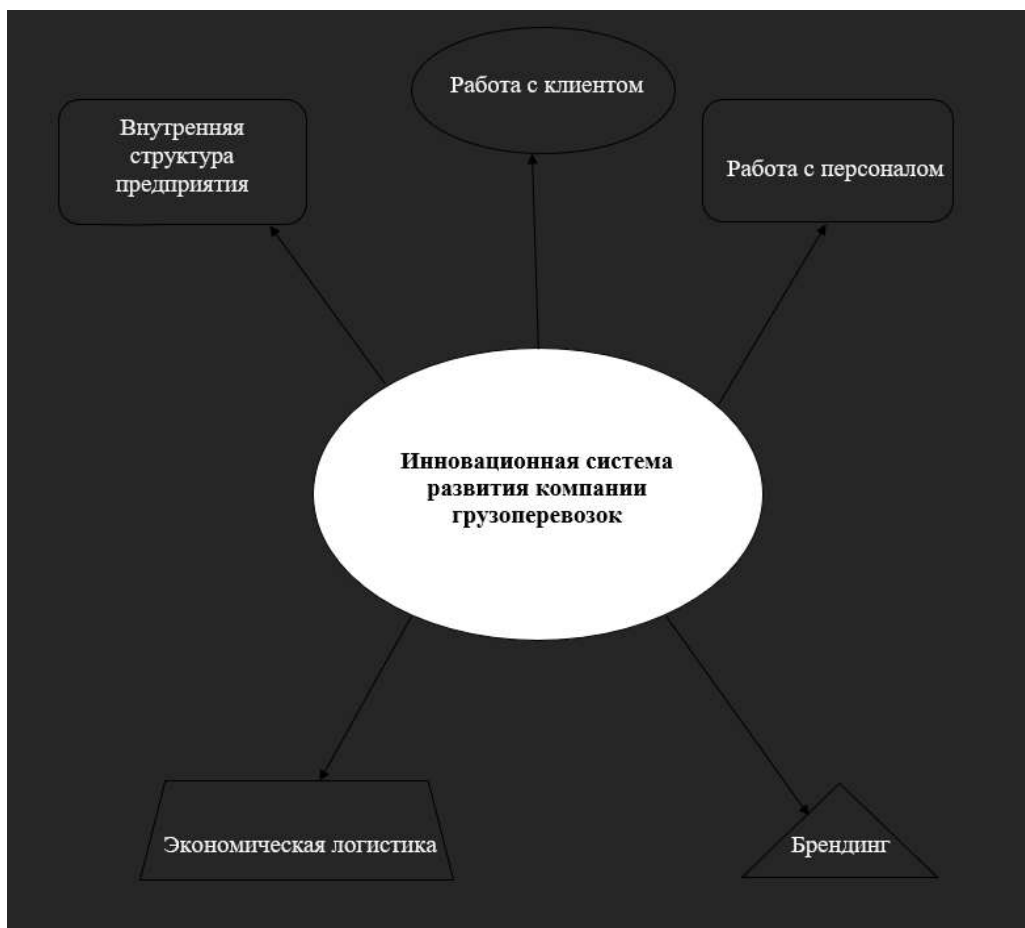 Работа с клиентом
Внутренняя
структура
предприятия
Работа с персоналом
Инновационная система
развития компании
грузоперевозок
Экономическая логистика
Брендинг